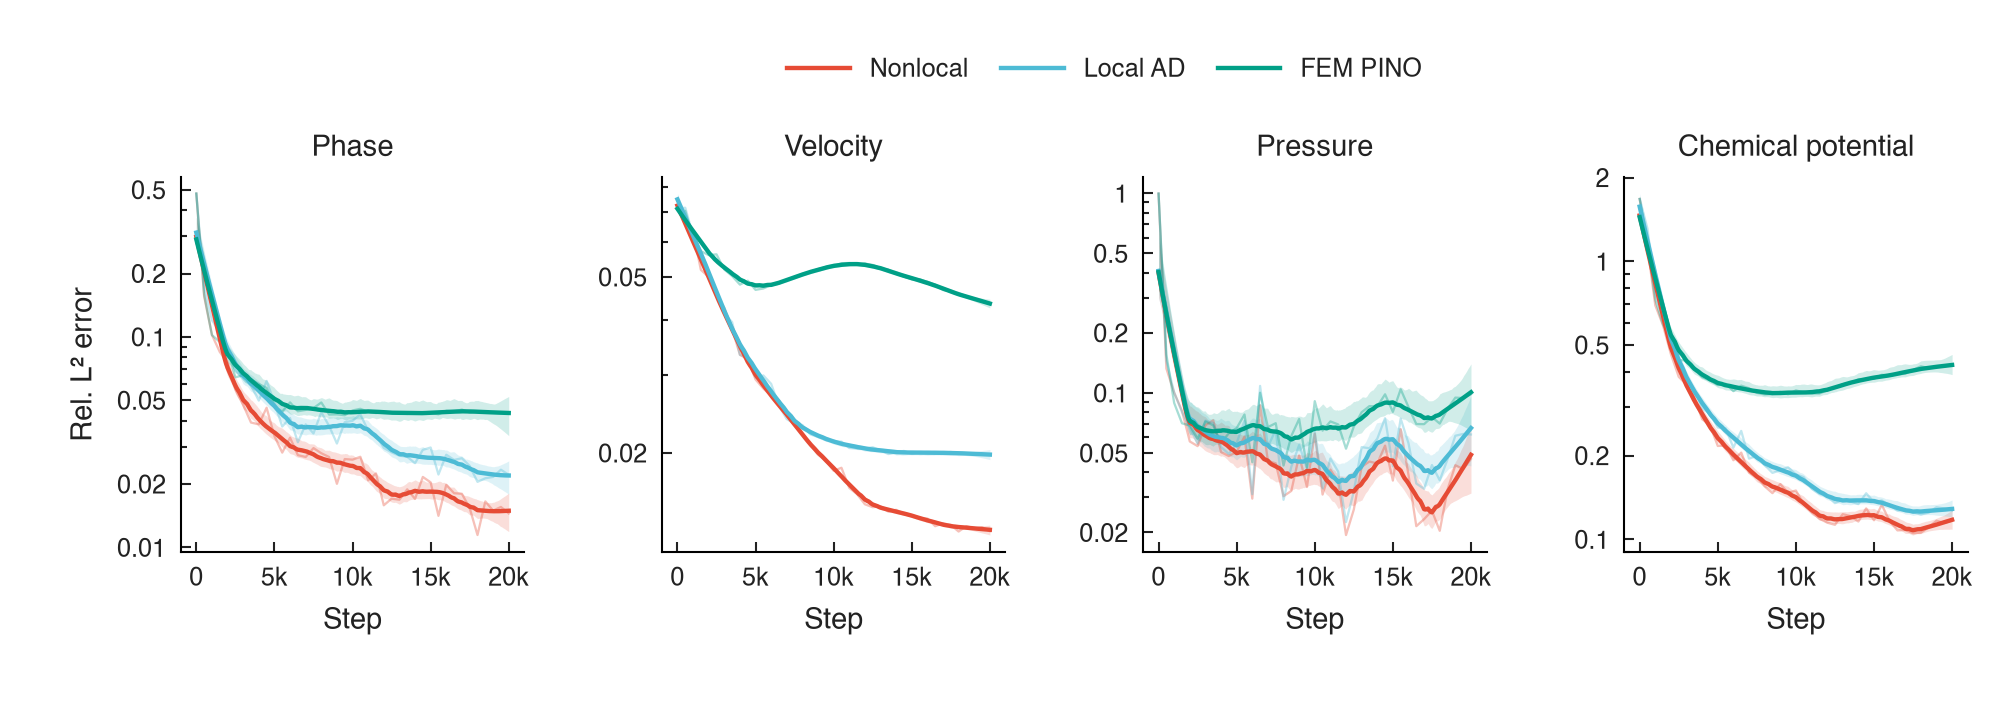 Nonlocal Local AD FEM PINO
Phase Velocity Pressure Chemical potential
Rel. L² error
0.5
0.2
0.1
0.05
0.02
0.01
0 5k 10k 15k 20k
Step
0.05
0.02
0 5k 10k 15k 20k
Step
1
0.5
0.2
0.1
0.05
0.02
0 5k 10k 15k 20k
Step
2
1
0.5
0.2
0.1
0 5k 10k 15k 20k
Step